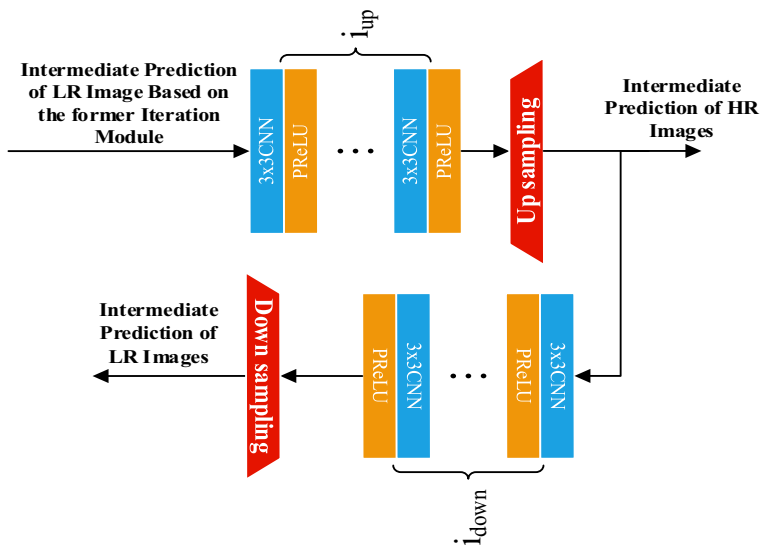 i_up
Intermediate Prediction
of LR Image Based on
the former Iteration
Module
3x3CNN
PReLU
...
3x3CNN
PReLU
Up sampling
Intermediate
Prediction of HR
Images
Intermediate
Prediction of
LR Images
Down sampling
PReLU
3x3CNN
...
PReLU
3x3CNN
i_down